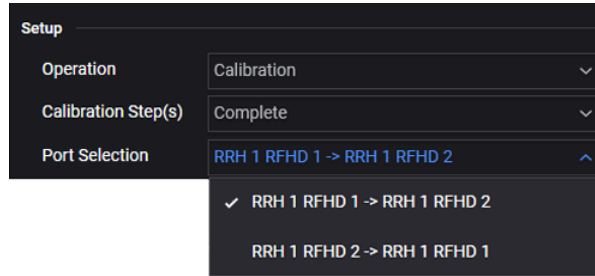 Setup
Operation Calibration
Calibration Step(s) Complete
Port Selection RRH 1 RFHD 1 -> RRH 1 RFHD 2
RRH 1 RFHD 1 -> RRH 1 RFHD 2
RRH 1 RFHD 2 -> RRH 1 RFHD 1